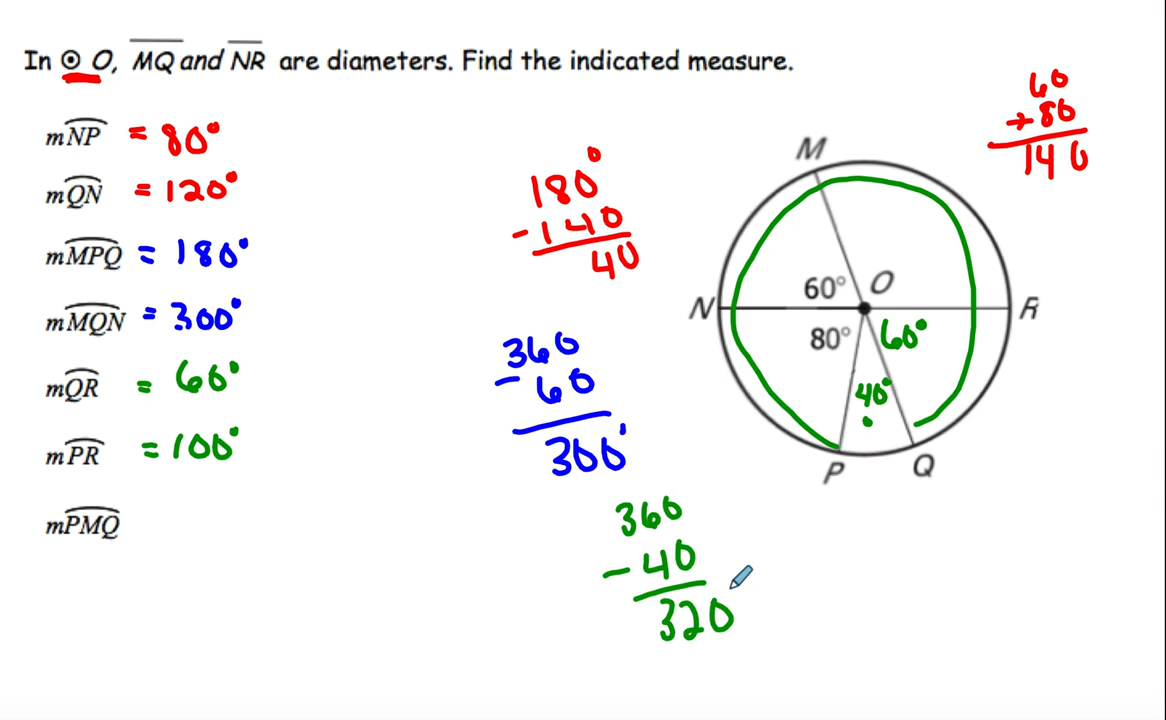 In ⊙ O, MQ and NR are diameters. Find the indicated measure.
mNP = 80°
mQN = 120°
mMPQ = 180°
mMQN = 300°
mQR = 60°
mPR = 100°
mPMQ
180°
- 140
40
360
- 60
300°
360
- 40
320
60
+ 80
140
M
60° O
N R
80° 60°
40°
P Q